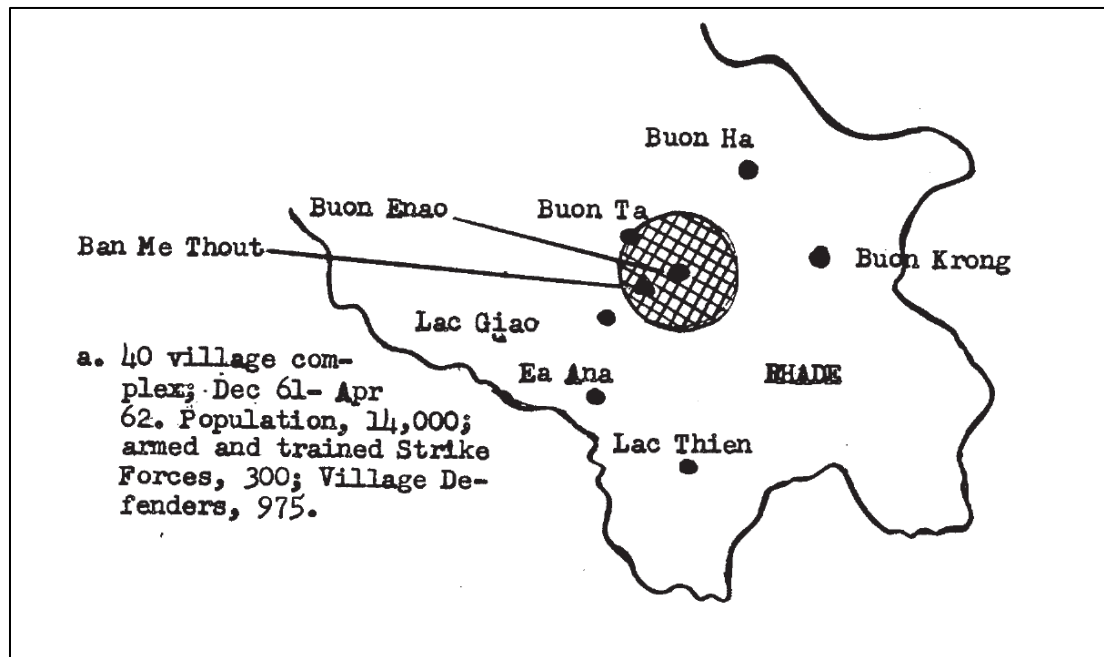 Buon Ha
Buon Enao
Buon Ta
Ban Me Thout
Buon Krong
Lac Giao
a. 40 village com-
plex; Dec 61- Apr
62. Population, 14,000;
armed and trained Strike
Forces, 300; Village De-
fenders, 975.
Ea Ana
RHADE
Lac Thien